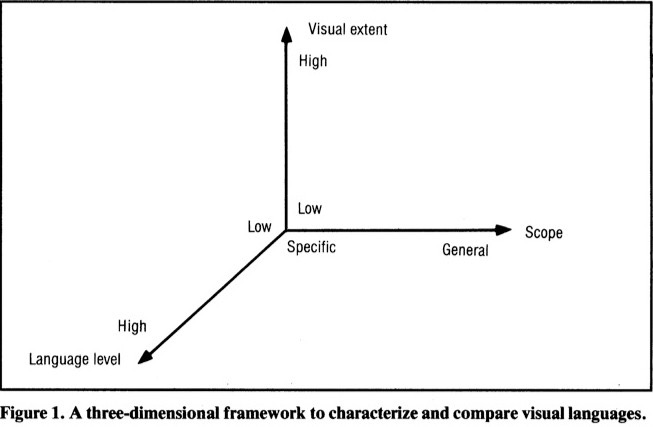 Visual extent
High
Low
Low
Specific
General
Scope
High
Language level
Figure 1. A three-dimensional framework to characterize and compare visual languages.